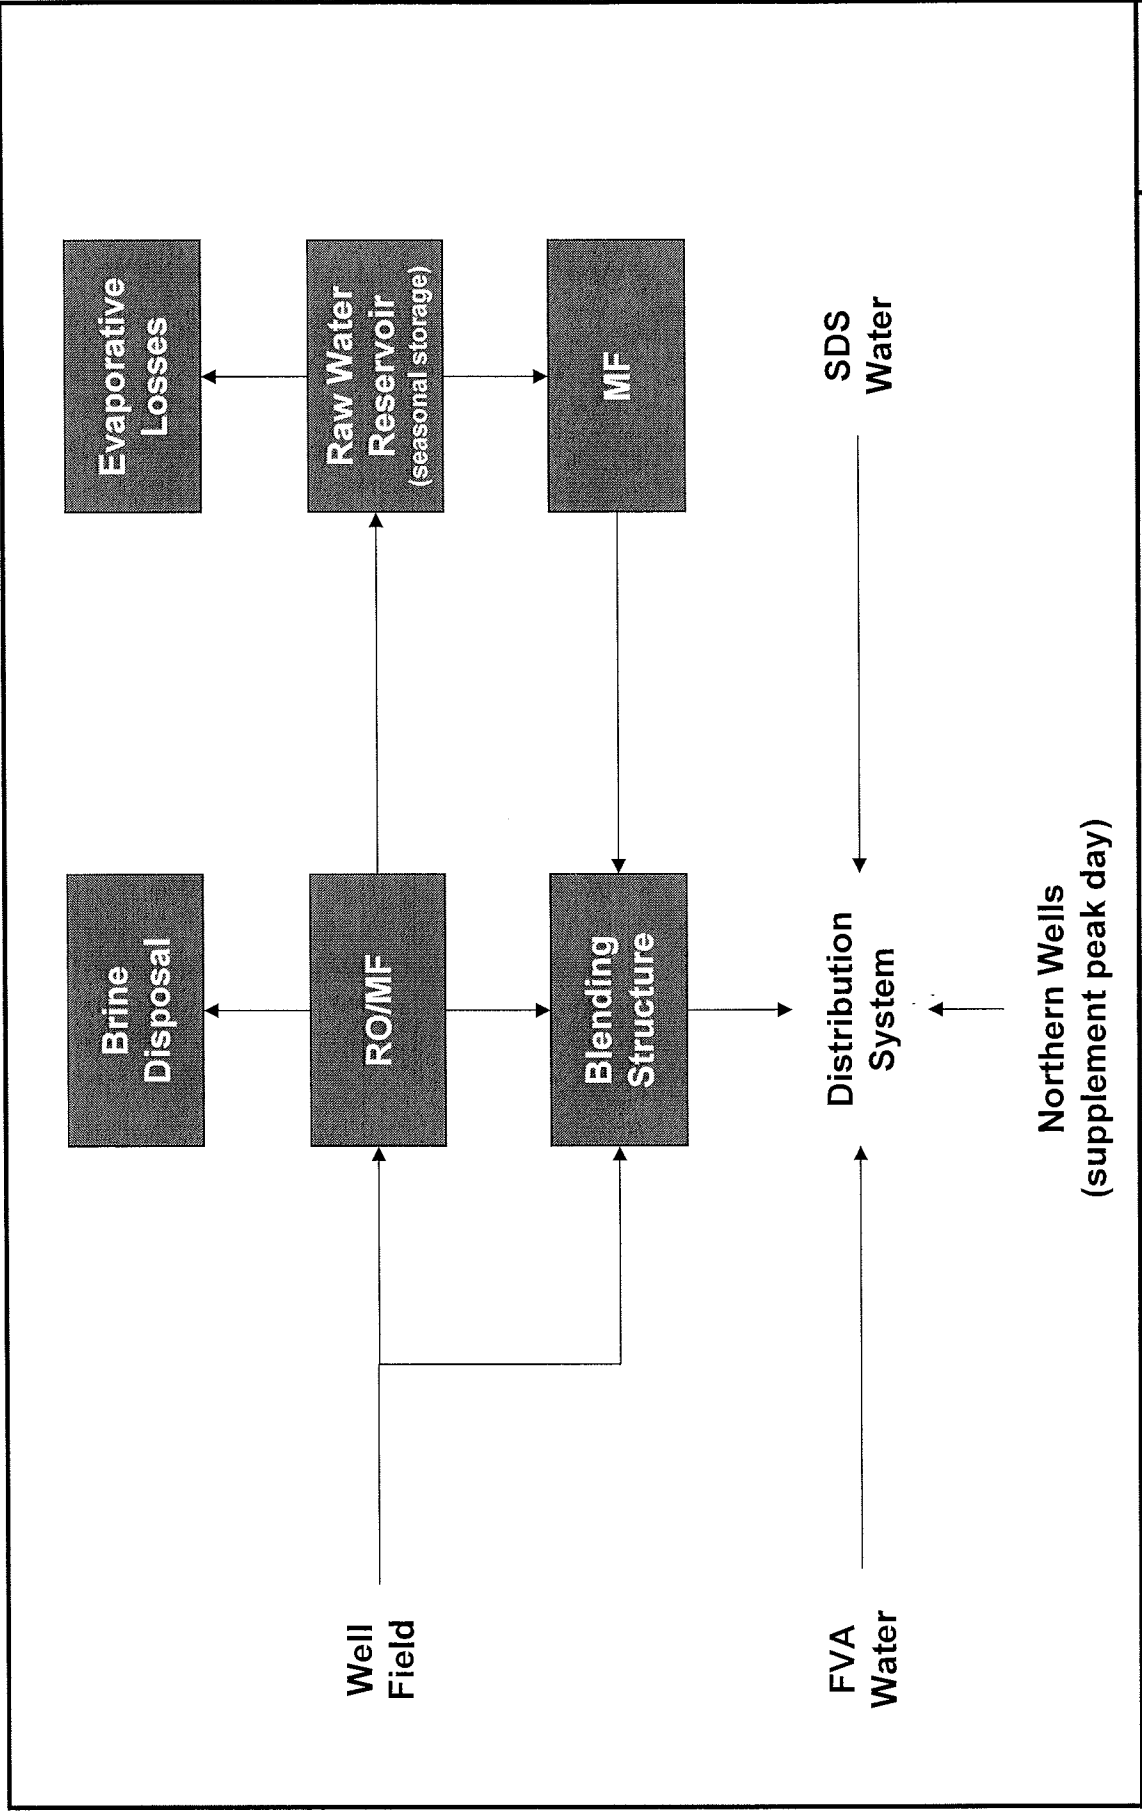 Brine
Disposal
Evaporative
Losses
Well
Field
RO/MF
Raw Water
Reservoir
(seasonal storage)
Blending
Structure
MF
FVA
Water
Distribution
System
SDS
Water
Northern Wells
(supplement peak day)